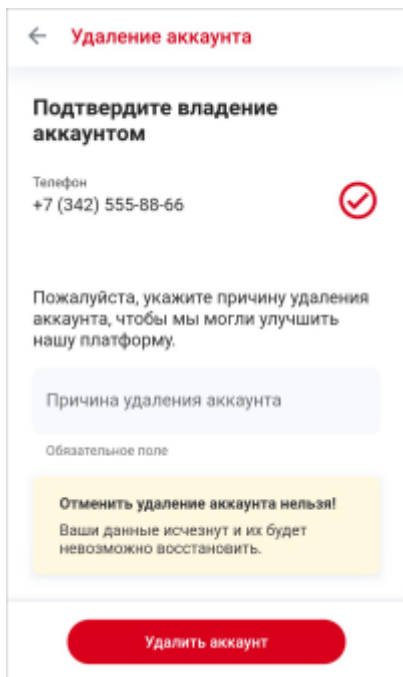 Удаление аккаунта
Подтвердите владение
аккаунтом
Телефон
+7 (342) 555-88-66
Пожалуйста, укажите причину удаления
аккаунта, чтобы мы могли улучшить
нашу платформу.
Причина удаления аккаунта
Обязательное поле
Отменить удаление аккаунта нельзя!
Ваши данные исчезнут и их будет
невозможно восстановить.
Удалить аккаунт